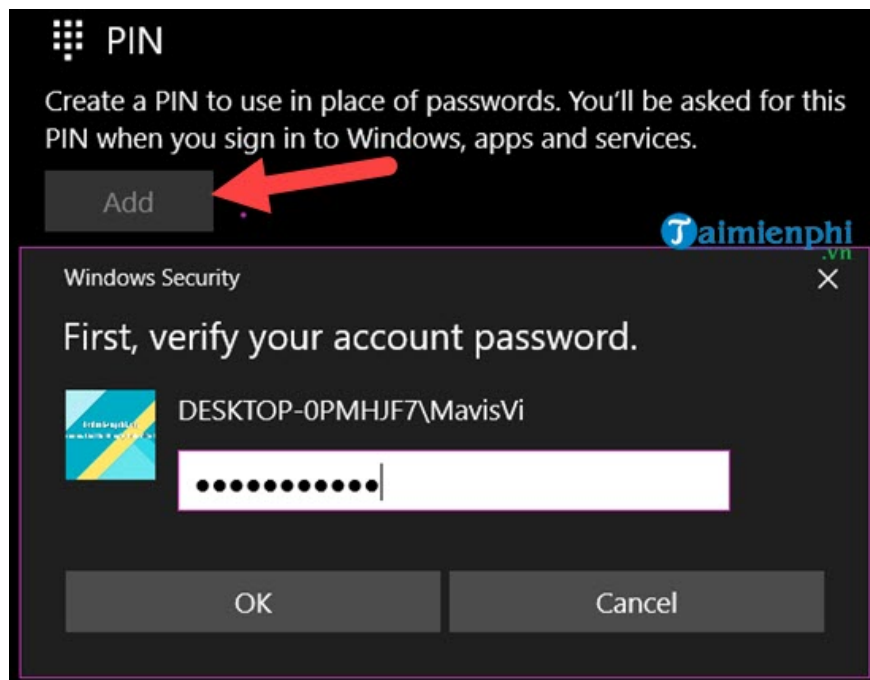 PIN
Create a PIN to use in place of passwords. You'll be asked for this
PIN when you sign in to Windows, apps and services.
Add
Taimienphi
.vn
Windows Security
First, verify your account password.
DESKTOP-0PMHJF7\MavisVi
OK
Cancel